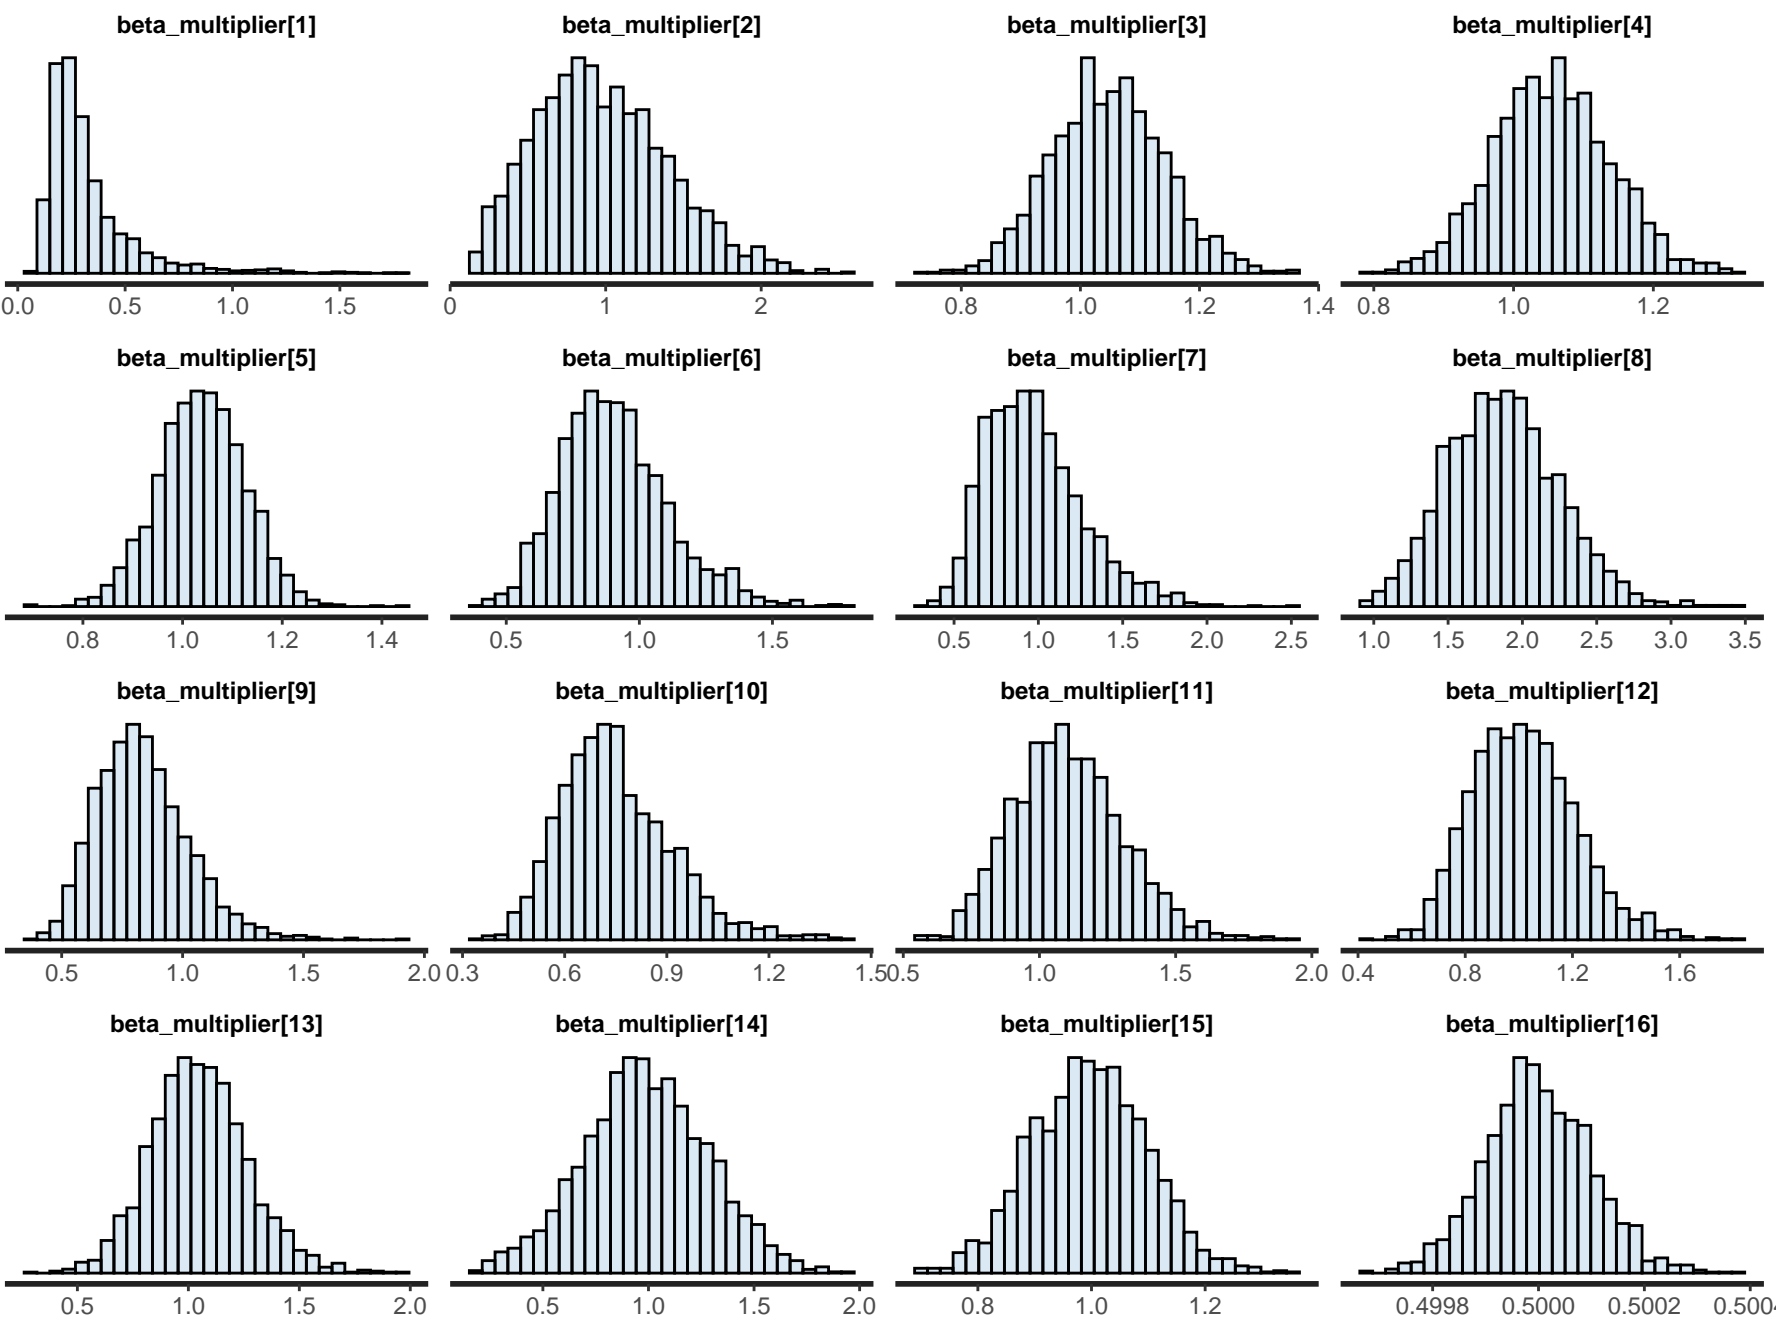 beta_multiplier[1] beta_multiplier[2] beta_multiplier[3] beta_multiplier[4]
0.0 0.5 1.0 1.5 0 1 2 0.8 1.0 1.2 1.4 0.8 1.0 1.2
beta_multiplier[5] beta_multiplier[6] beta_multiplier[7] beta_multiplier[8]
0.8 1.0 1.2 1.4 0.5 1.0 1.5 0.5 1.0 1.5 2.0 2.5 1.0 1.5 2.0 2.5 3.0 3.5
beta_multiplier[9] beta_multiplier[10] beta_multiplier[11] beta_multiplier[12]
0.5 1.0 1.5 2.0 0.3 0.6 0.9 1.2 1.5 0.5 1.0 1.5 2.0 0.4 0.8 1.2 1.6
beta_multiplier[13] beta_multiplier[14] beta_multiplier[15] beta_multiplier[16]
0.5 1.0 1.5 2.0 0.5 1.0 1.5 2.0 0.8 1.0 1.2 0.4998 0.5000 0.5002